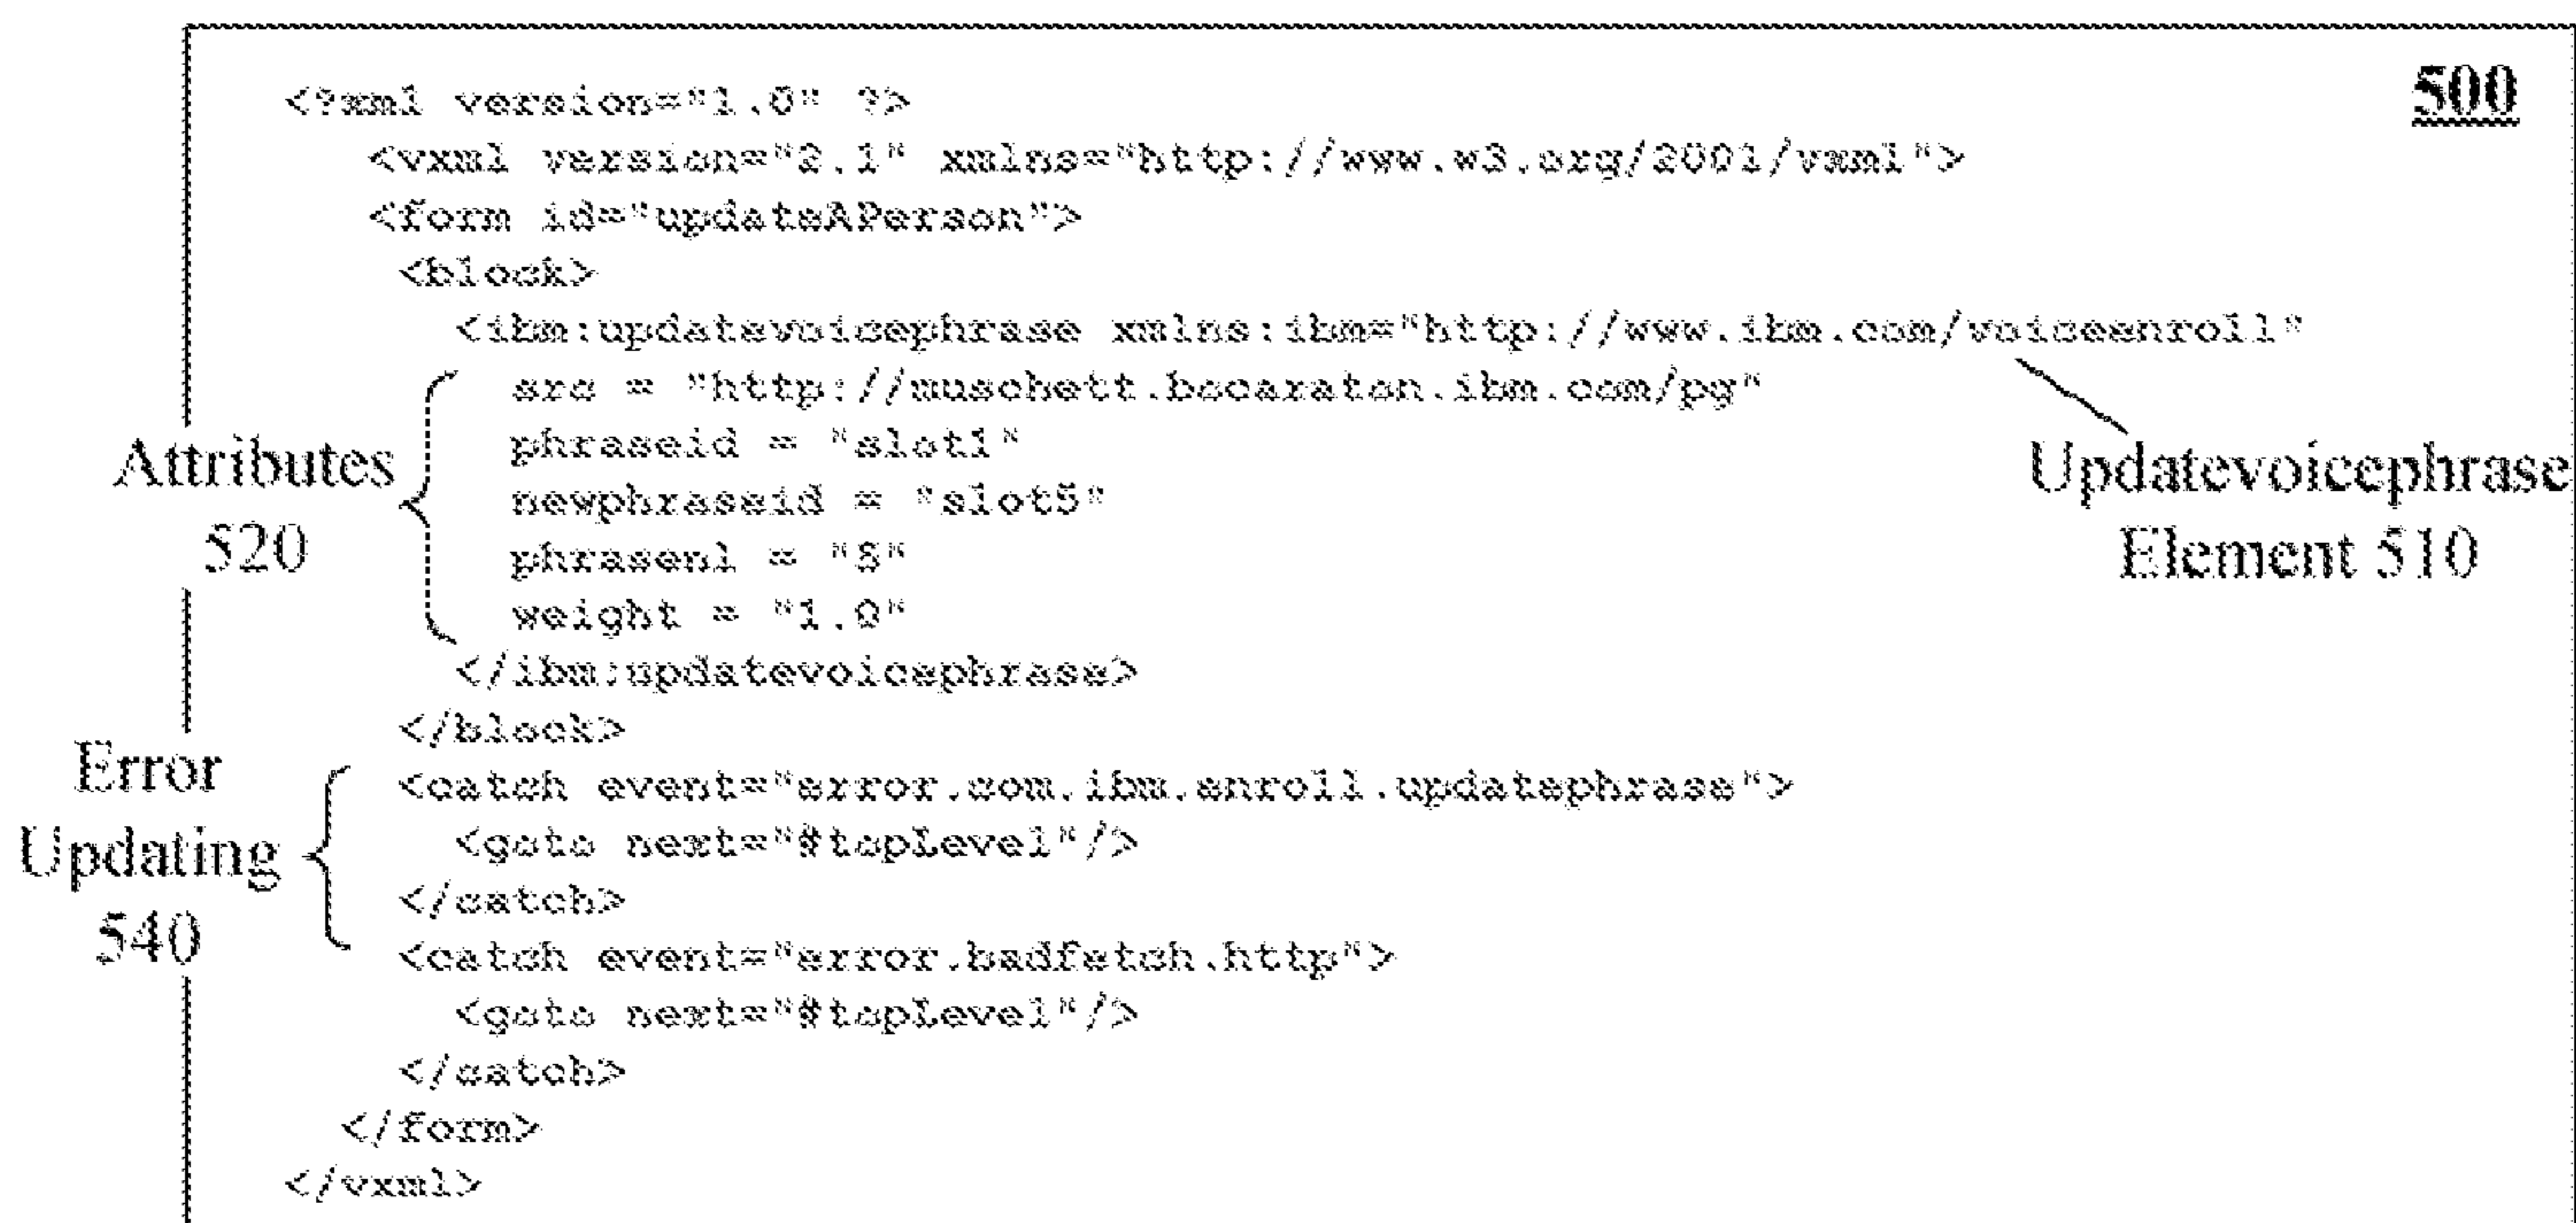 500
<?xml version="1.0" ?>
<vxml version="2.1" xmlns="http://www.w3.org/2001/vxml">
<form id="updateAPerson">
<block>
<ibm:updatevoicephrase xmlns:ibm="http://www.ibm.com/voiceenroll"
src = "http://muschett.bocaraton.ibm.com/pg"
phraseid = "slot1"
newphraseid = "slot5"
phrasenl = "S"
weight = "1.0"
</ibm:updatevoicephrase>
</block>
<catch event="error.com.ibm.enroll.updatephrase">
<goto next="#topLevel"/>
</catch>
<catch event="error.badfetch.http">
<goto next="#topLevel"/>
</catch>
</form>
</vxml>
Attributes
520
Updatevoicephrase
Element 510
Error
Updating
540